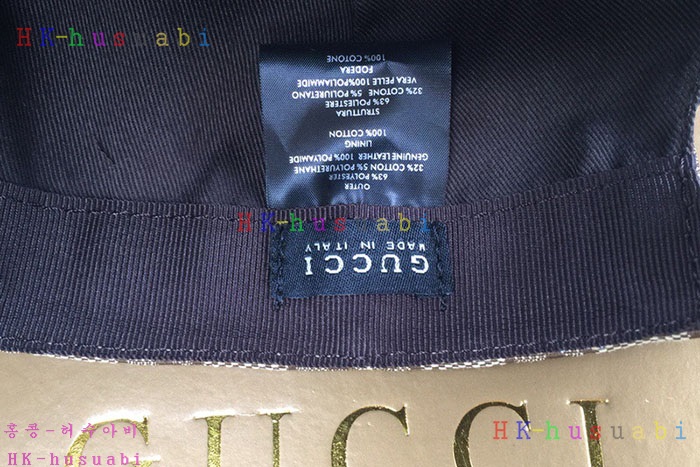 HK-husuabi
100% COTONE
FODERA
VERA PELLE 100% POLIAMMIDE
32% COTONE 5% POLIURETANO
63% POLIESTERE
STRUTTURA
100% COTTON
LINING
GENUINE LEATHER 100% POLYAMIDE
32% COTTON 5% POLYURETHANE
63% POLYESTER
OUTER
HK-husuabi
MADE IN ITALY
GUCCI
GUCCI
HK-husuabi
홍콩-허수아비
HK-husuabi